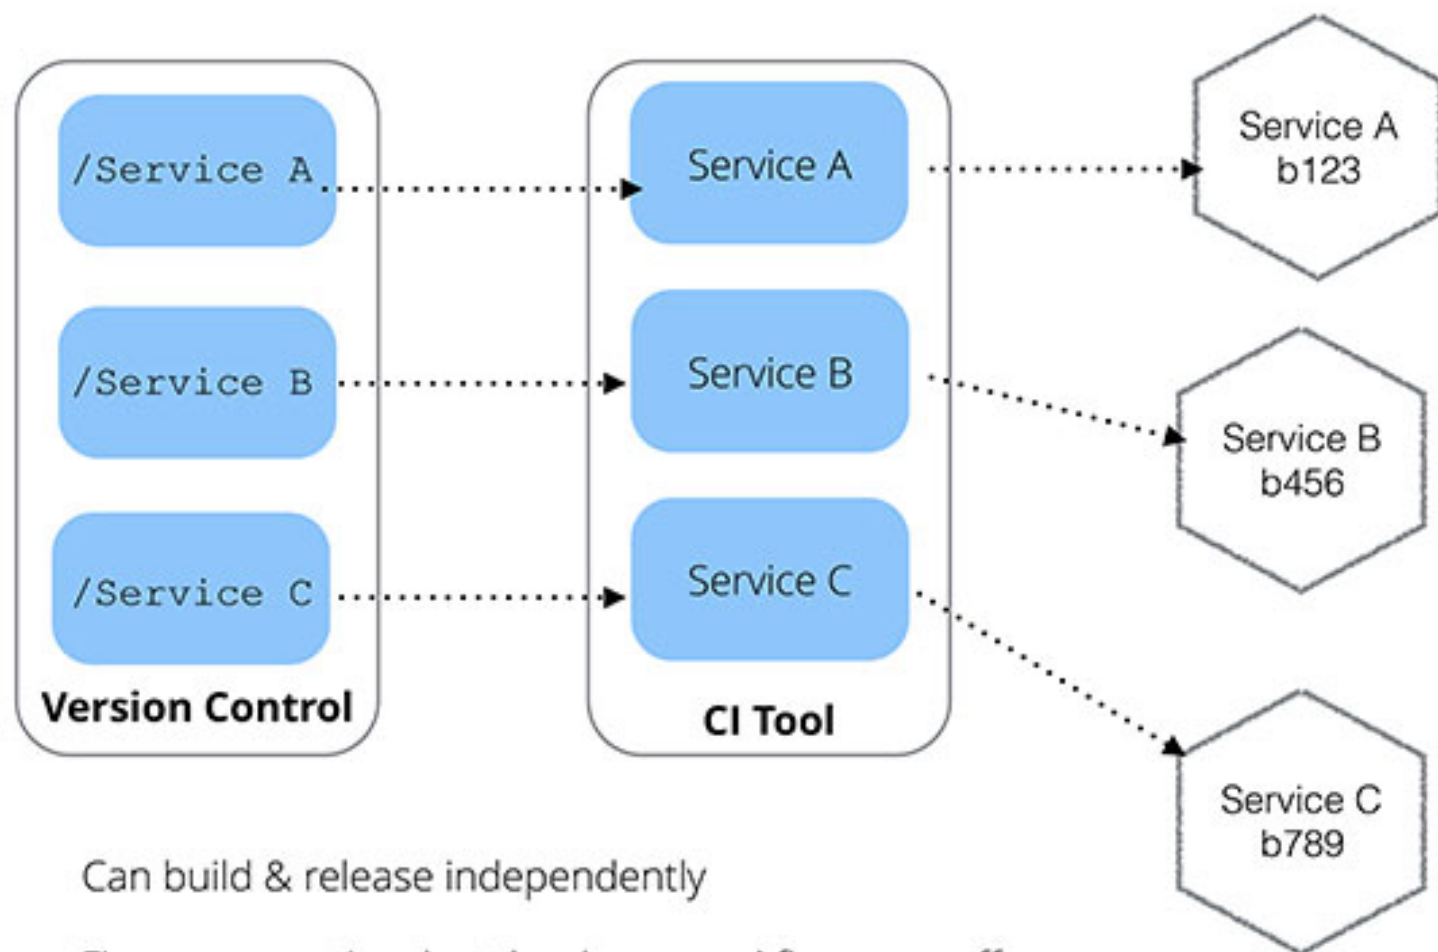 /Service A
Service A
Service A
b123
/Service B
Service B
Service B
b456
/Service C
Service C
Service C
b789
Version Control
CI Tool
Can build & release independently